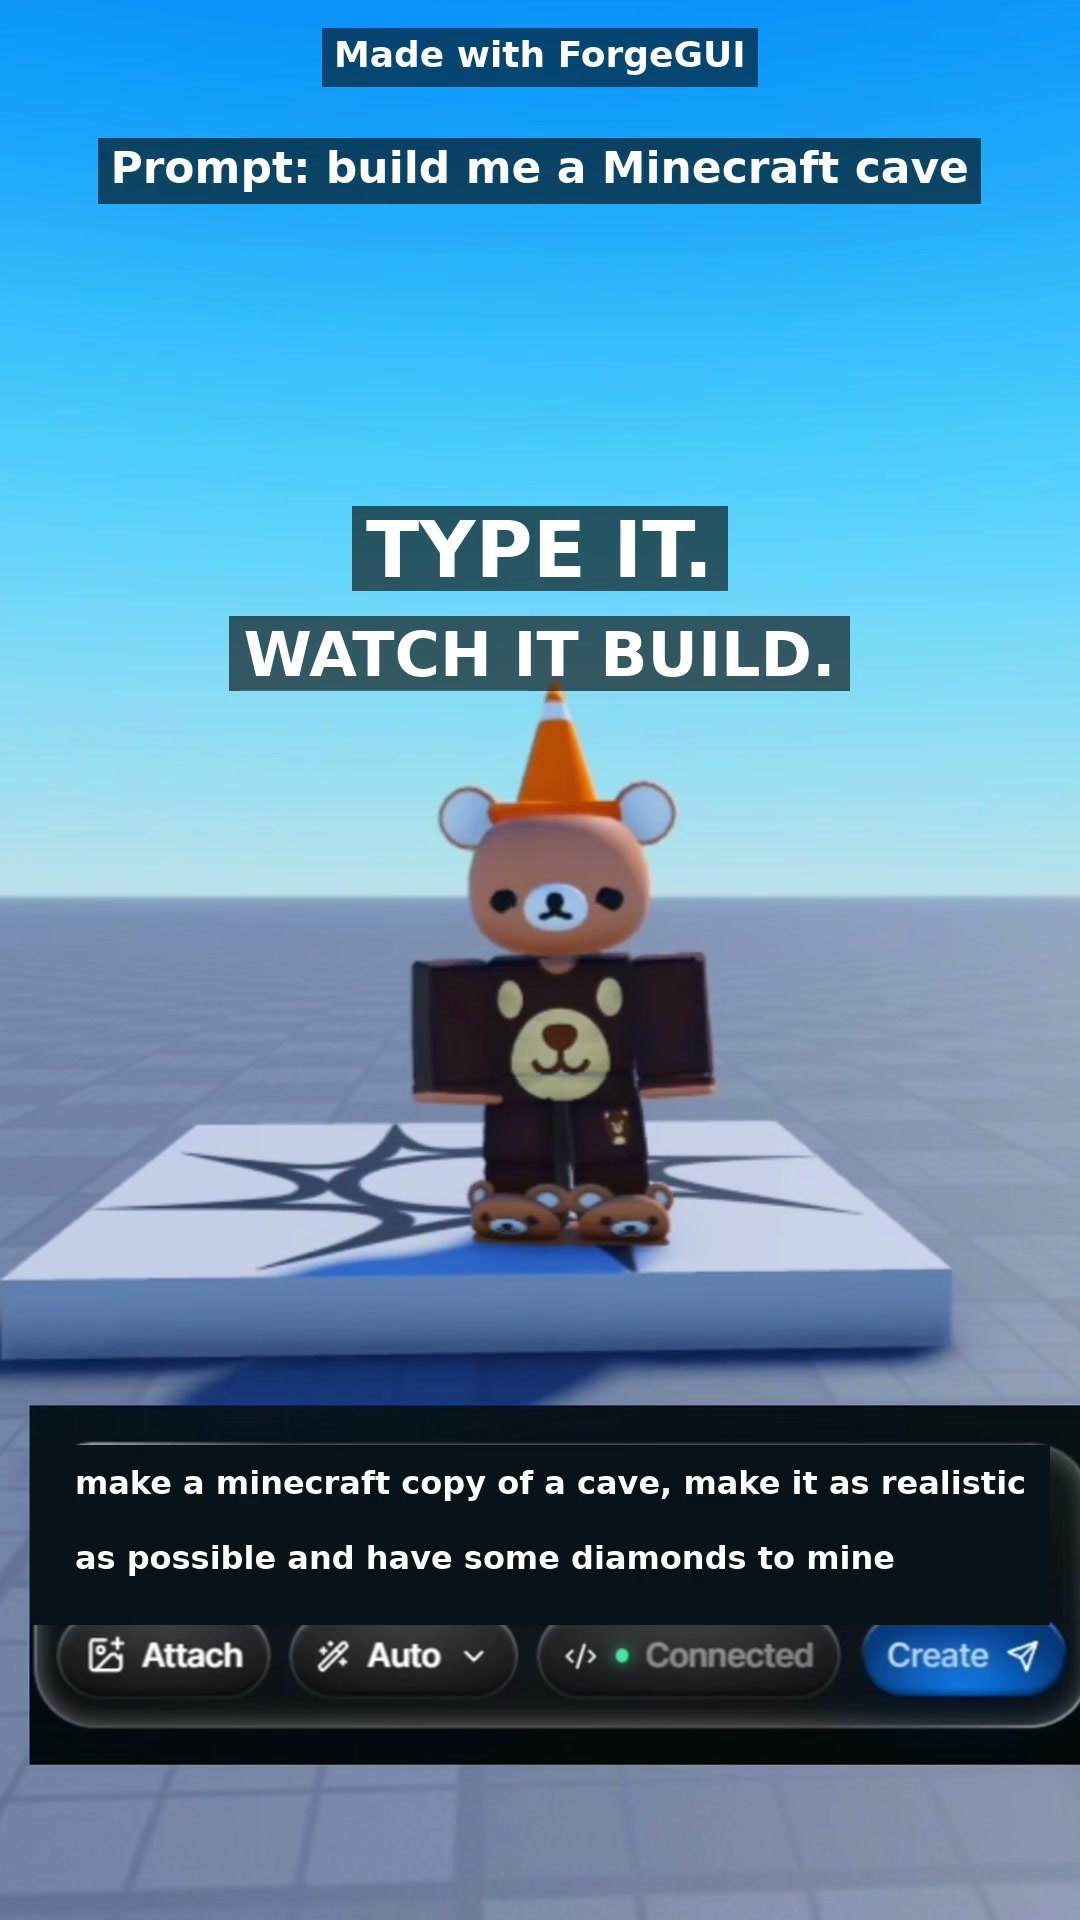 Made with ForgeGUI
Prompt: build me a Minecraft cave
TYPE IT.
WATCH IT BUILD.
make a minecraft copy of a cave, make it as realistic
as possible and have some diamonds to mine
Attach
Auto
</> Connected
Create